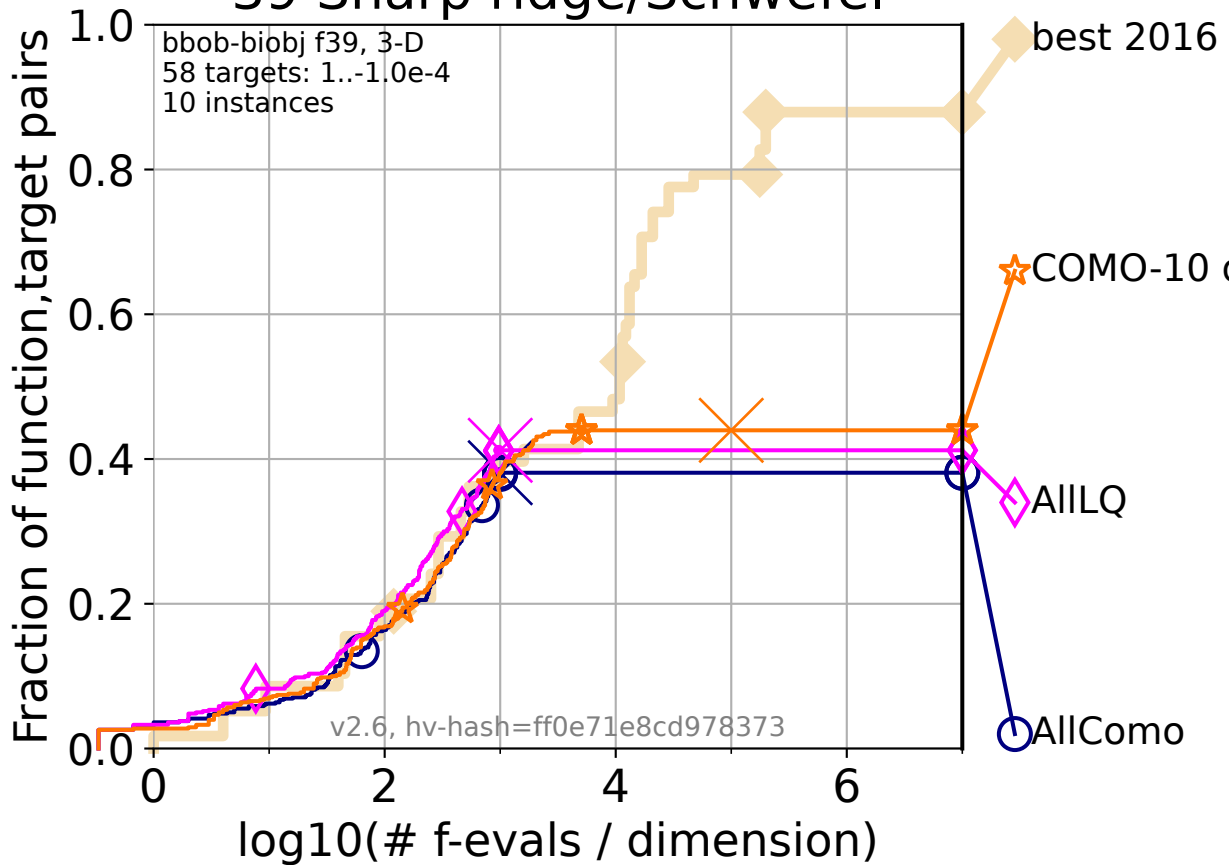 bbob-biobj f39, 3-D
58 targets: 1..-1.0e-4
10 instances
best 2016
COMO-10
AllLQ
AllComo
v2.6, hv-hash=ff0e71e8cd978373
Fraction of function,target pairs
1.0
0.8
0.6
0.4
0.2
0.0
0 2 4 6
log10(# f-evals / dimension)